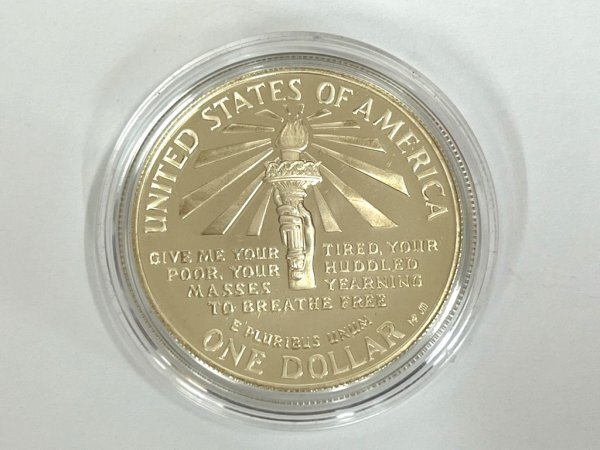 UNITED STATES OF AMERICA
GIVE ME YOUR TIRED, YOUR
POOR, YOUR HUDDLED
MASSES YEARNING
TO BREATHE FREE
E PLURIBUS UNUM
ONE DOLLAR